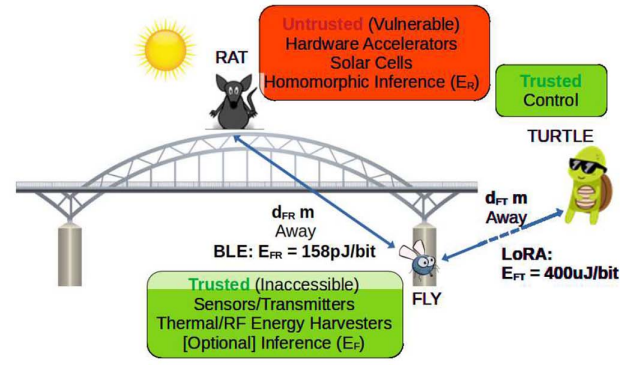 Untrusted (Vulnerable)
Hardware Accelerators
Solar Cells
Homomorphic Inference (ER)
RAT
Trusted
Control
TURTLE
dFR m
Away
BLE: EFR = 158pJ/bit
dFT m
Away
LoRA:
EFT = 400uJ/bit
FLY
Trusted (Inaccessible)
Sensors/Transmitters
Thermal/RF Energy Harvesters
[Optional] Inference (EF)